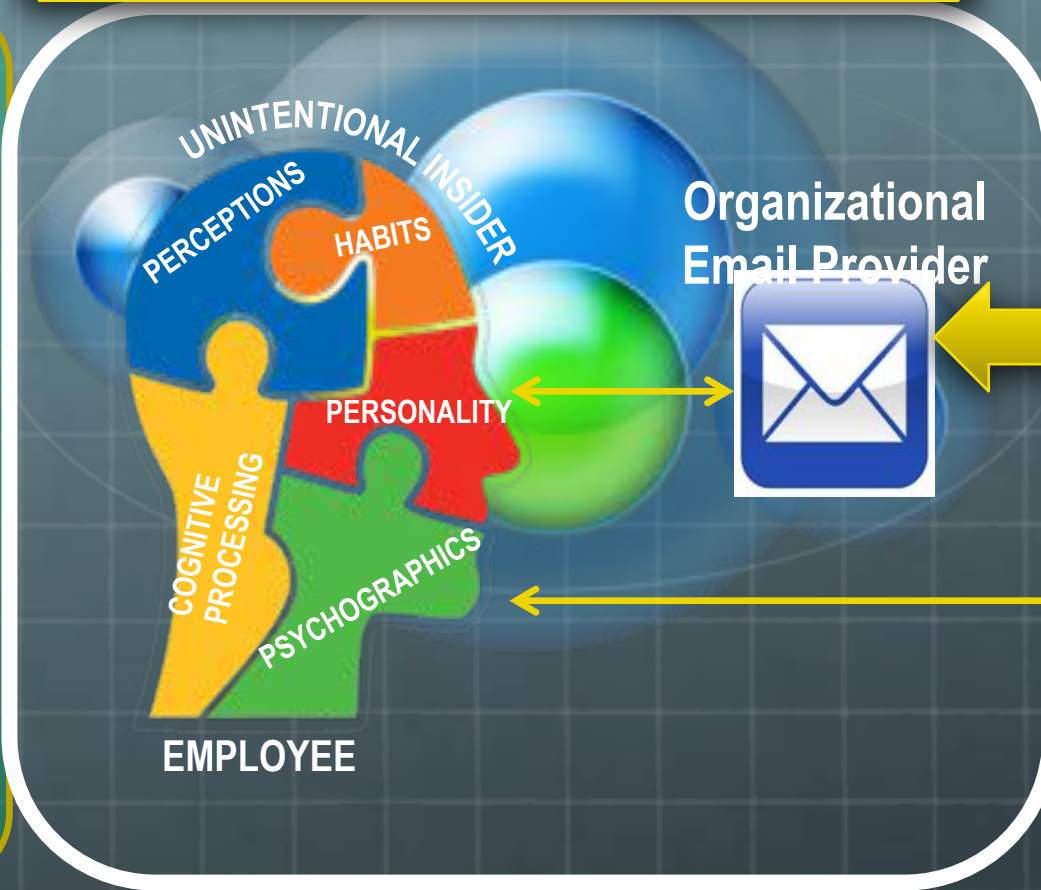 UNINTENTIONAL INSIDER
PERCEPTIONS
HABITS
Organizational
Email Provider
PERSONALITY
COGNITIVE
PROCESSING
PSYCHOGRAPHICS
EMPLOYEE